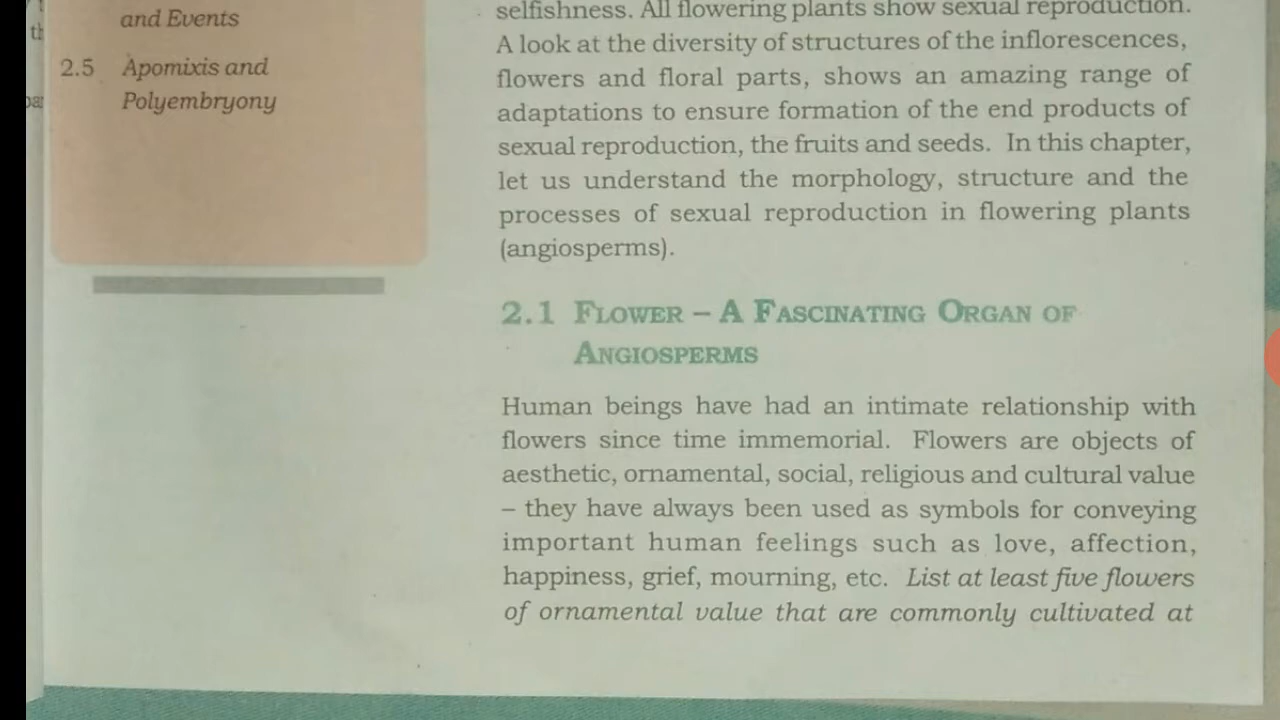 and Events
2.5 Apomixis and
Polyembryony
selfishness. All flowering plants show sexual reproduction.
A look at the diversity of structures of the inflorescences,
flowers and floral parts, shows an amazing range of
adaptations to ensure formation of the end products of
sexual reproduction, the fruits and seeds. In this chapter,
let us understand the morphology, structure and the
processes of sexual reproduction in flowering plants
(angiosperms).
2.1 FLOWER – A FASCINATING ORGAN OF
ANGIOSPERMS
Human beings have had an intimate relationship with
flowers since time immemorial. Flowers are objects of
aesthetic, ornamental, social, religious and cultural value
– they have always been used as symbols for conveying
important human feelings such as love, affection,
happiness, grief, mourning, etc. List at least five flowers
of ornamental value that are commonly cultivated at